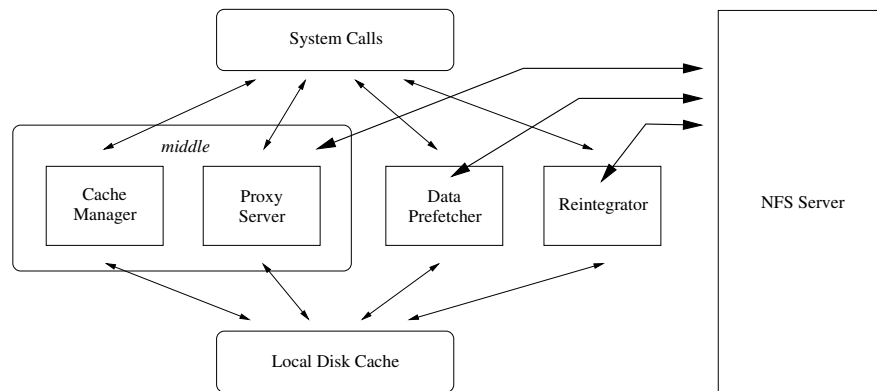 System Calls
middle
Cache
Manager
Proxy
Server
Data
Prefetcher
Reintegrator
NFS Server
Local Disk Cache